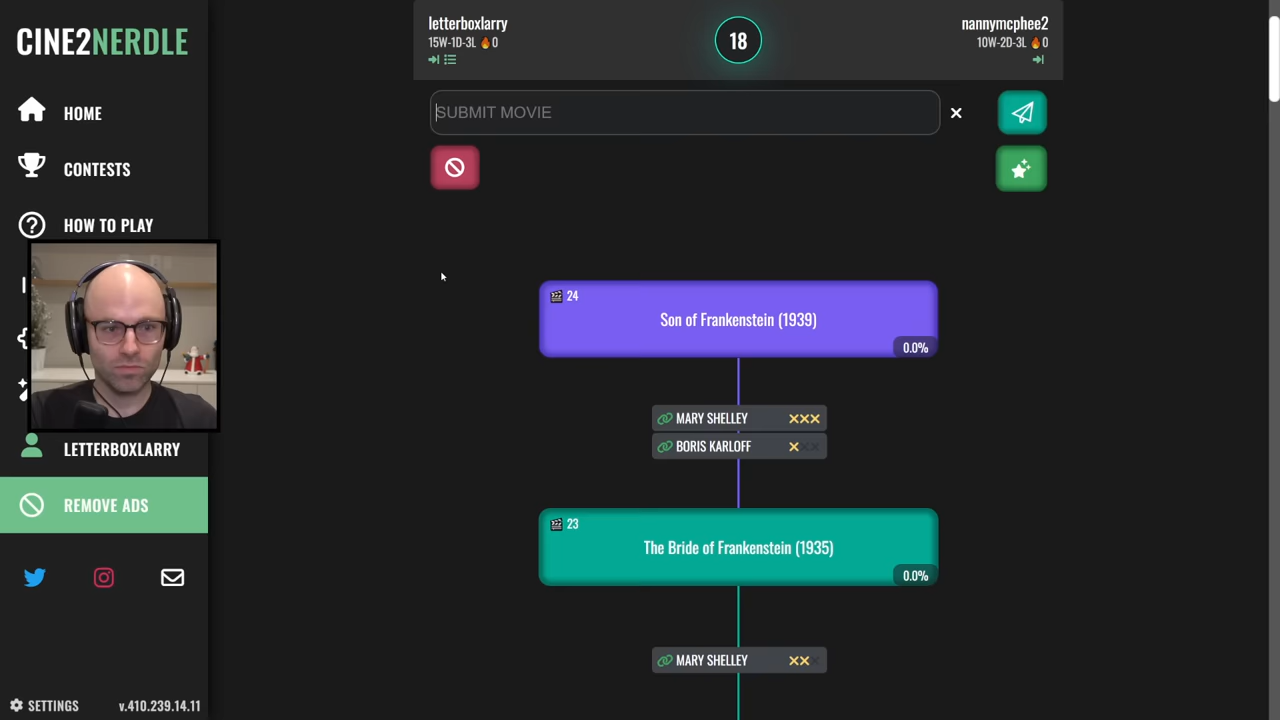 CINE2NERDLE
HOME
CONTESTS
HOW TO PLAY
LETTERBOXLARRY
REMOVE ADS
SETTINGS
v.410.239.14.11
letterboxlarry
15W-1D-3L 🔥0
18
nannymcphee2
10W-2D-3L 🔥0
SUBMIT MOVIE
24
Son of Frankenstein (1939)
0.0%
MARY SHELLEY
BORIS KARLOFF
23
The Bride of Frankenstein (1935)
0.0%
MARY SHELLEY